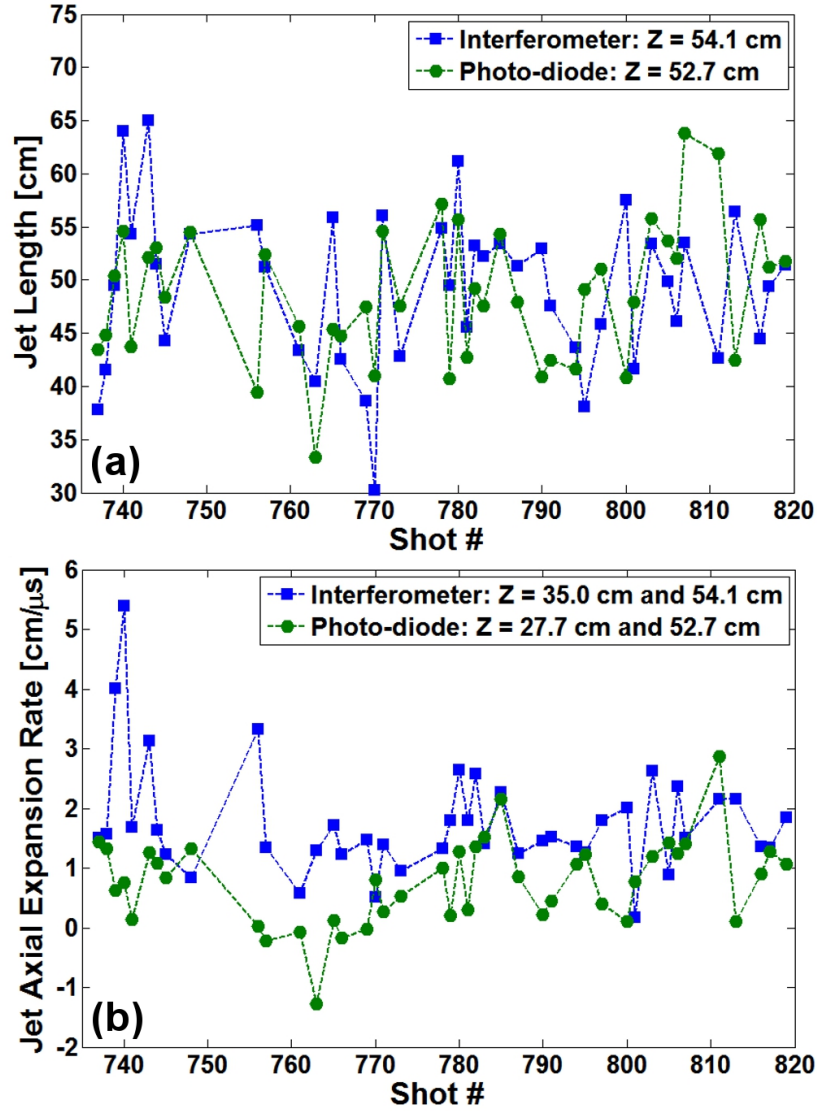 75
70
65
60
55
50
45
40
35
30
Jet Length [cm]
Interferometer: Z = 54.1 cm
Photo-diode: Z = 52.7 cm
(a)
740 750 760 770 780 790 800 810 820
Shot #
6
5
4
3
2
1
0
-1
-2
Jet Axial Expansion Rate [cm/μs]
Interferometer: Z = 35.0 cm and 54.1 cm
Photo-diode: Z = 27.7 cm and 52.7 cm
(b)
740 750 760 770 780 790 800 810 820
Shot #